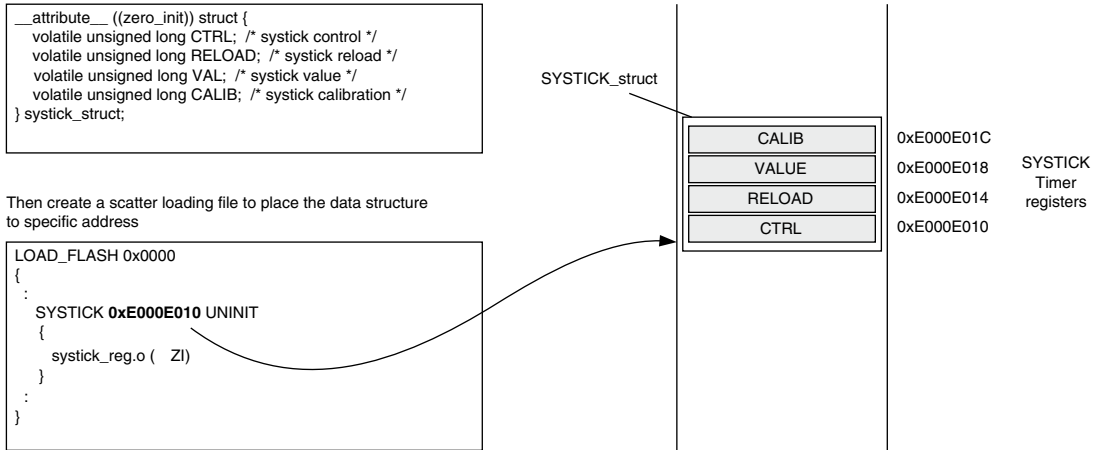 __attribute__ ((zero_init)) struct {
volatile unsigned long CTRL; /* systick control */
volatile unsigned long RELOAD; /* systick reload */
volatile unsigned long VAL; /* systick value */
volatile unsigned long CALIB; /* systick calibration */
} systick_struct;
Then create a scatter loading file to place the data structure
to specific address
LOAD_FLASH 0x0000
{
:
SYSTICK 0xE000E010 UNINIT
{
systick_reg.o ( ZI)
}
:
}
SYSTICK_struct
CALIB 0xE000E01C
VALUE 0xE000E018
RELOAD 0xE000E014
CTRL 0xE000E010
SYSTICK
Timer
registers